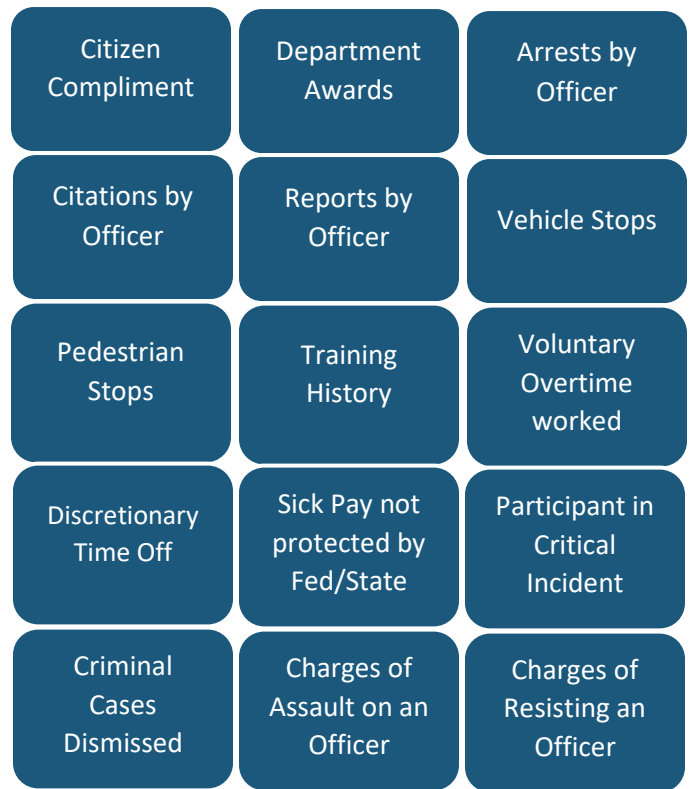 Citizen
Compliment
Department
Awards
Arrests by
Officer
Citations by
Officer
Reports by
Officer
Vehicle Stops
Pedestrian
Stops
Training
History
Voluntary
Overtime
worked
Discretionary
Time Off
Sick Pay not
protected by
Fed/State
Participant in
Critical
Incident
Criminal
Cases
Dismissed
Charges of
Assault on an
Officer
Charges of
Resisting an
Officer